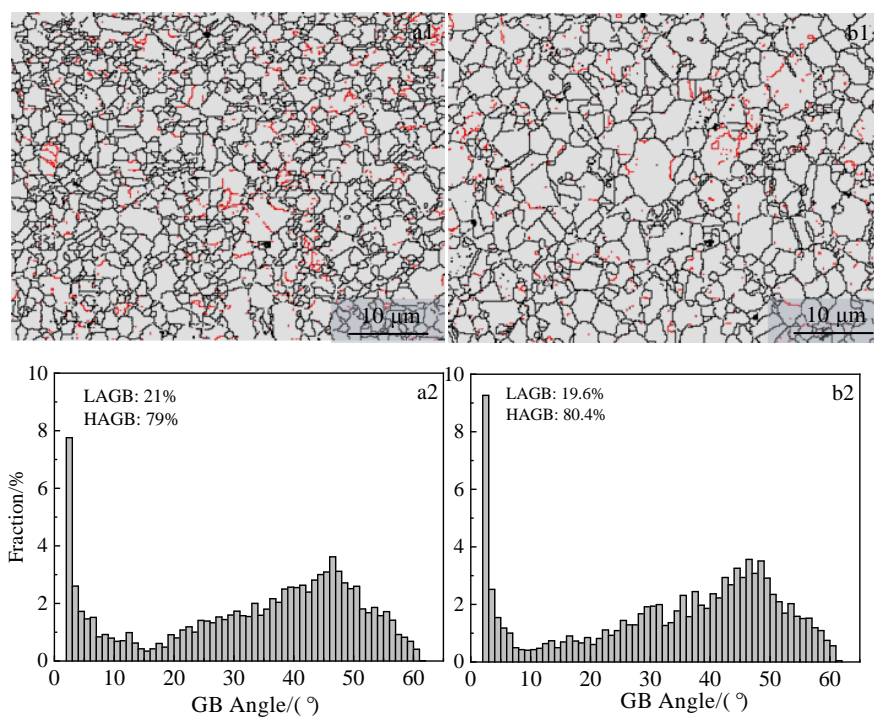 a1
b1
10 μm
10 μm
LAGB: 21%
HAGB: 79%
a2
10
8
6
4
2
0
Fraction/%
0
10
20
30
40
50
60
GB Angle/(°)
LAGB: 19.6%
HAGB: 80.4%
b2
10
8
6
4
2
0
0
10
20
30
40
50
60
GB Angle/(°)